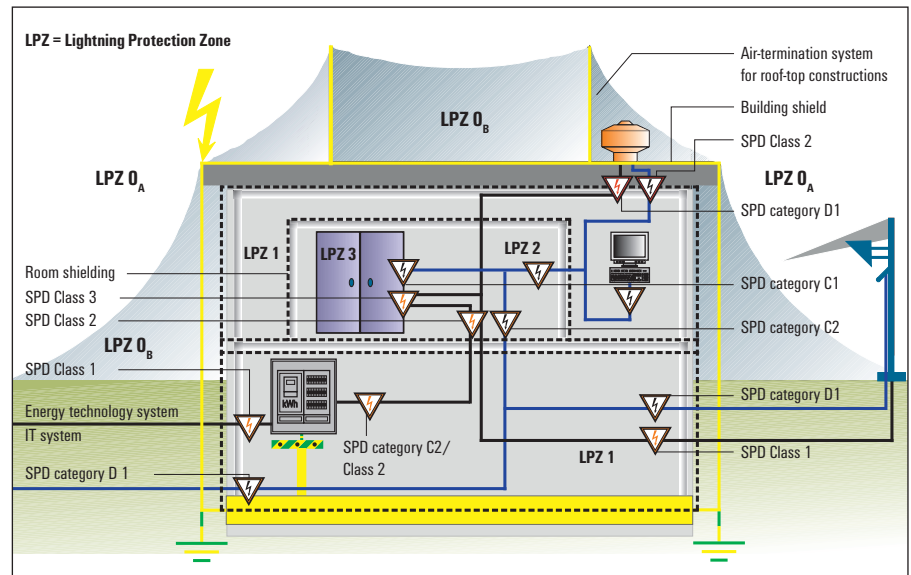 LPZ = Lightning Protection Zone
Air-termination system
for roof-top constructions
Building shield
SPD Class 2
LPZ 0B
LPZ 0A
LPZ 0A
SPD category D1
LPZ 1
LPZ 3
LPZ 2
Room shielding
SPD Class 3
SPD Class 2
SPD category C1
SPD category C2
LPZ 0B
SPD Class 1
kWh
SPD category D1
Energy technology system
IT system
SPD category C2/
Class 2
LPZ 1
SPD Class 1
SPD category D 1